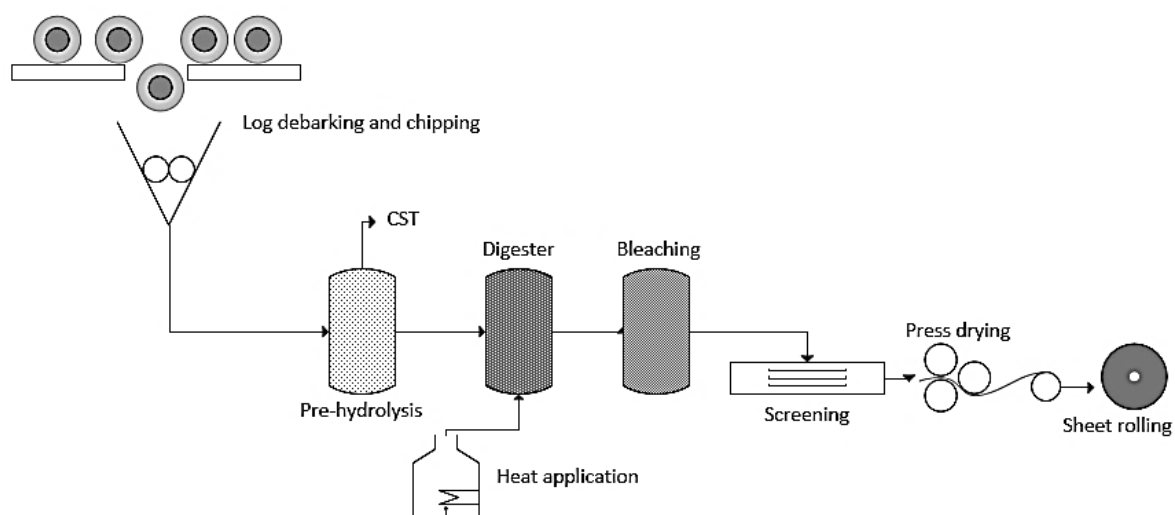 Log debarking and chipping
CST
Digester
Bleaching
Press drying
Pre-hydrolysis
Screening
Sheet rolling
Heat application